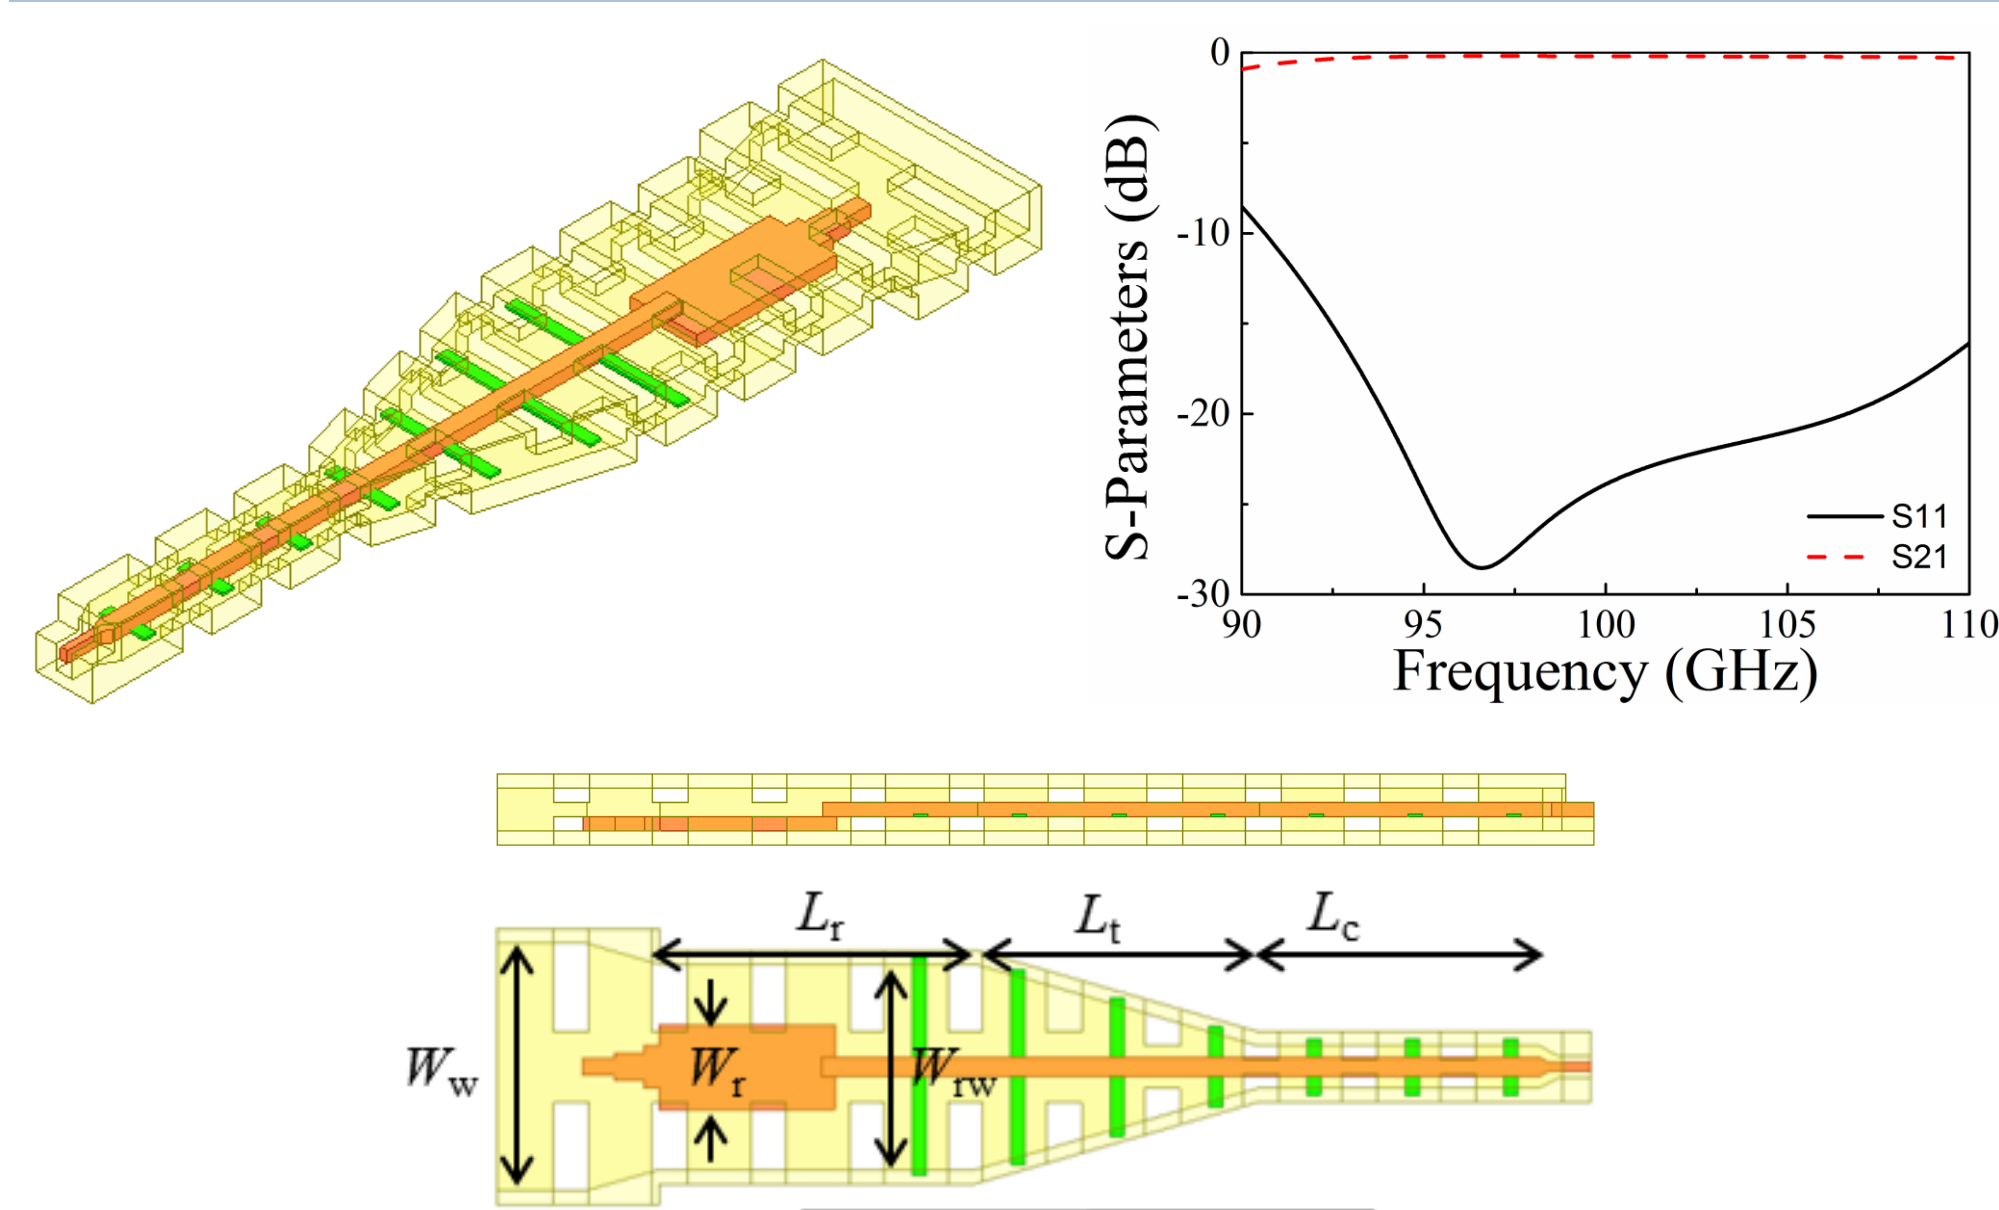 0
-10
-20
-30
S-Parameters (dB)
S11
S21
90 95 100 105 110
Frequency (GHz)
Lr Lt Lc
Ww Wr Wrw